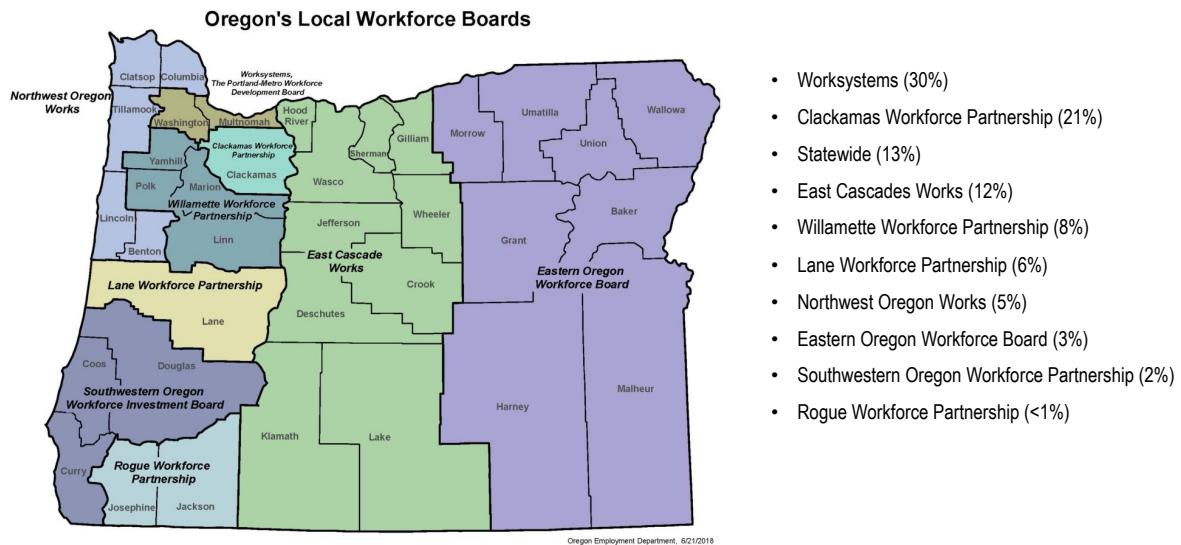 Oregon's Local Workforce Boards
Clatsop
Columbia
Worksystems,
The Portland-Metro Workforce
Development Board
Northwest Oregon
Works
Tillamook
Washington
Multnomah
Hood
River
Gilliam
Sherman
Morrow
Umatilla
Wallowa
Union
Clackamas Workforce
Partnership
Clackamas
Yamhill
Polk
Marion
Wasco
Willamette Workforce
Partnership
Lincoln
Benton
Linn
Jefferson
Wheeler
Grant
Baker
East Cascade
Works
Crook
Deschutes
Eastern Oregon
Workforce Board
Lane Workforce Partnership
Lane
Coos
Douglas
Southwestern Oregon
Workforce Investment Board
Curry
Klamath
Lake
Harney
Malheur
Rogue Workforce
Partnership
Josephine
Jackson
Oregon Employment Department, 6/21/2018
• Worksystems (30%)
• Clackamas Workforce Partnership (21%)
• Statewide (13%)
• East Cascades Works (12%)
• Willamette Workforce Partnership (8%)
• Lane Workforce Partnership (6%)
• Northwest Oregon Works (5%)
• Eastern Oregon Workforce Board (3%)
• Southwestern Oregon Workforce Partnership (2%)
• Rogue Workforce Partnership (<1%)